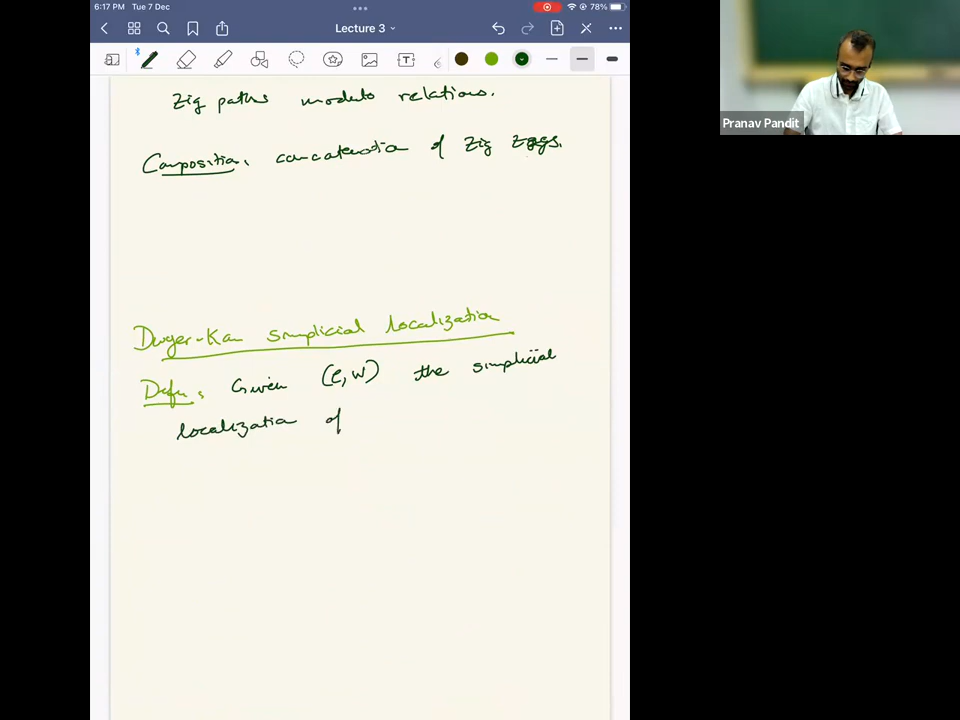 6:17 PM Tue 7 Dec
78%
Lecture 3
Pranav Pandit
Zig paths modulo relations.
Composition, concatenation of Zig Zags.
Dwyer-Kan simplicial localization
Defn, Given (C, W) the simplicial
localization of